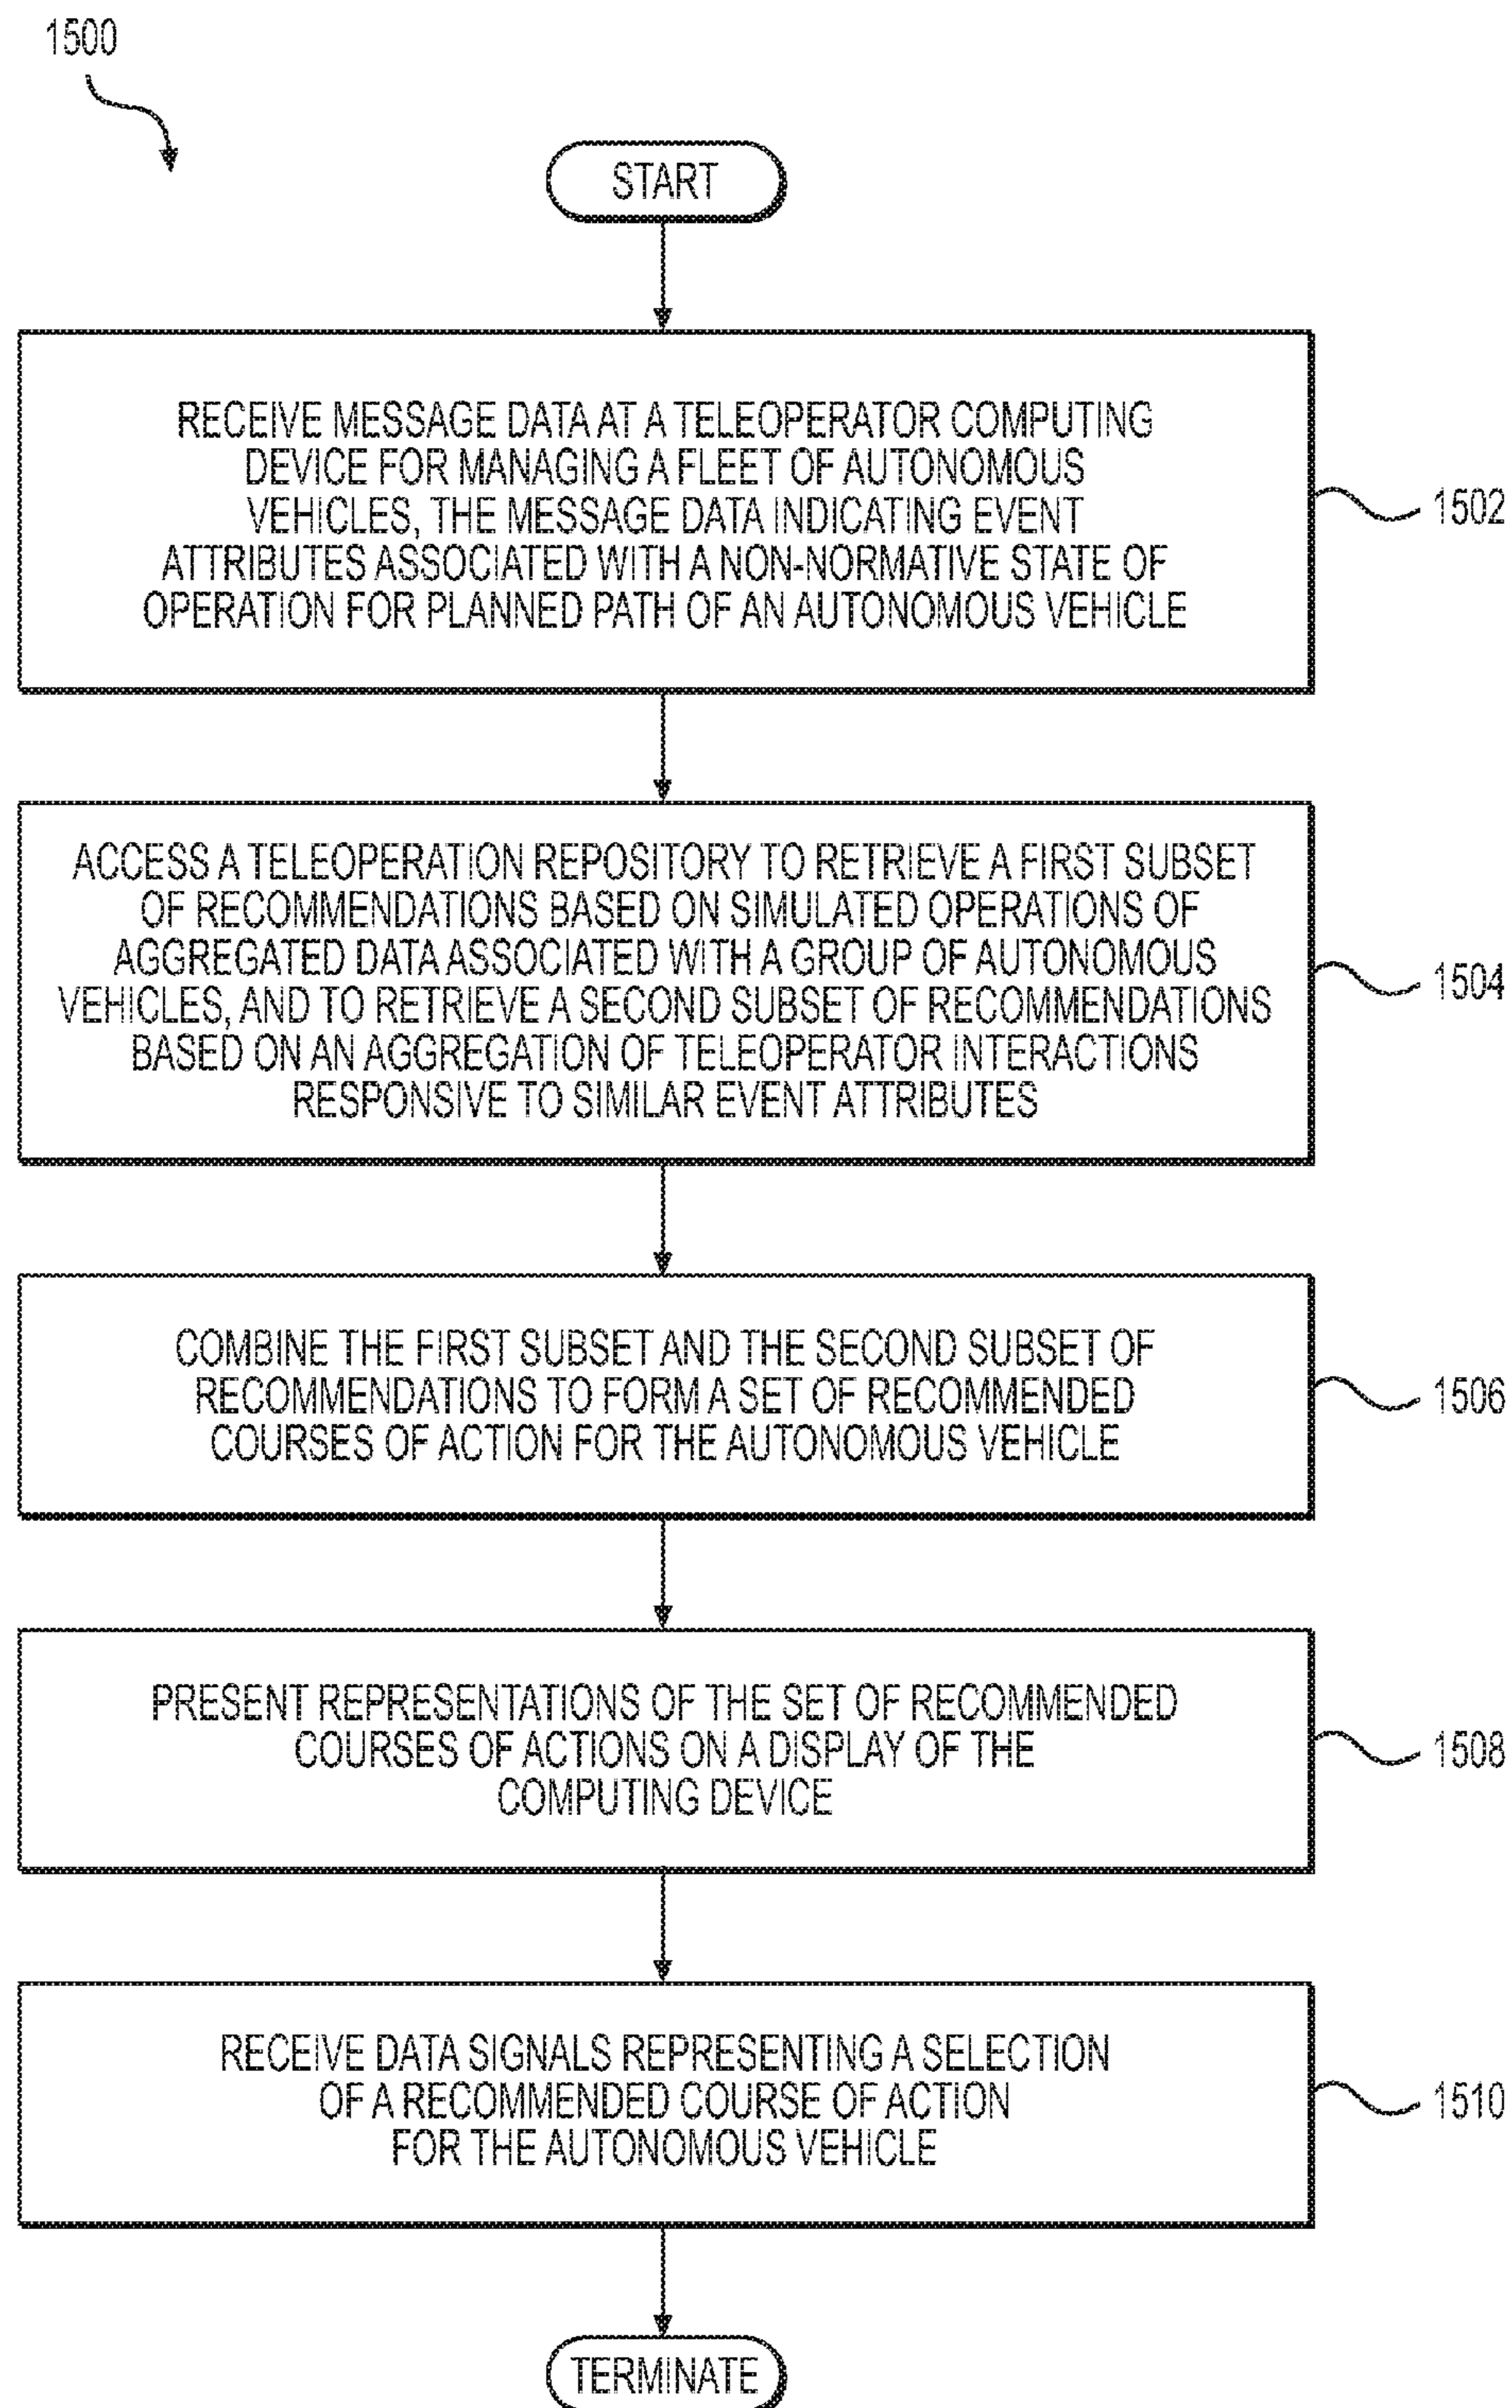 1500
START
RECEIVE MESSAGE DATA AT A TELEOPERATOR COMPUTING
DEVICE FOR MANAGING A FLEET OF AUTONOMOUS
VEHICLES, THE MESSAGE DATA INDICATING EVENT
ATTRIBUTES ASSOCIATED WITH A NON-NORMATIVE STATE OF
OPERATION FOR PLANNED PATH OF AN AUTONOMOUS VEHICLE
1502
ACCESS A TELEOPERATION REPOSITORY TO RETRIEVE A FIRST SUBSET
OF RECOMMENDATIONS BASED ON SIMULATED OPERATIONS OF
AGGREGATED DATA ASSOCIATED WITH A GROUP OF AUTONOMOUS
VEHICLES, AND TO RETRIEVE A SECOND SUBSET OF RECOMMENDATIONS
BASED ON AN AGGREGATION OF TELEOPERATOR INTERACTIONS
RESPONSIVE TO SIMILAR EVENT ATTRIBUTES
1504
COMBINE THE FIRST SUBSET AND THE SECOND SUBSET OF
RECOMMENDATIONS TO FORM A SET OF RECOMMENDED
COURSES OF ACTION FOR THE AUTONOMOUS VEHICLE
1506
PRESENT REPRESENTATIONS OF THE SET OF RECOMMENDED
COURSES OF ACTIONS ON A DISPLAY OF THE
COMPUTING DEVICE
1508
RECEIVE DATA SIGNALS REPRESENTING A SELECTION
OF A RECOMMENDED COURSE OF ACTION
FOR THE AUTONOMOUS VEHICLE
1510
TERMINATE